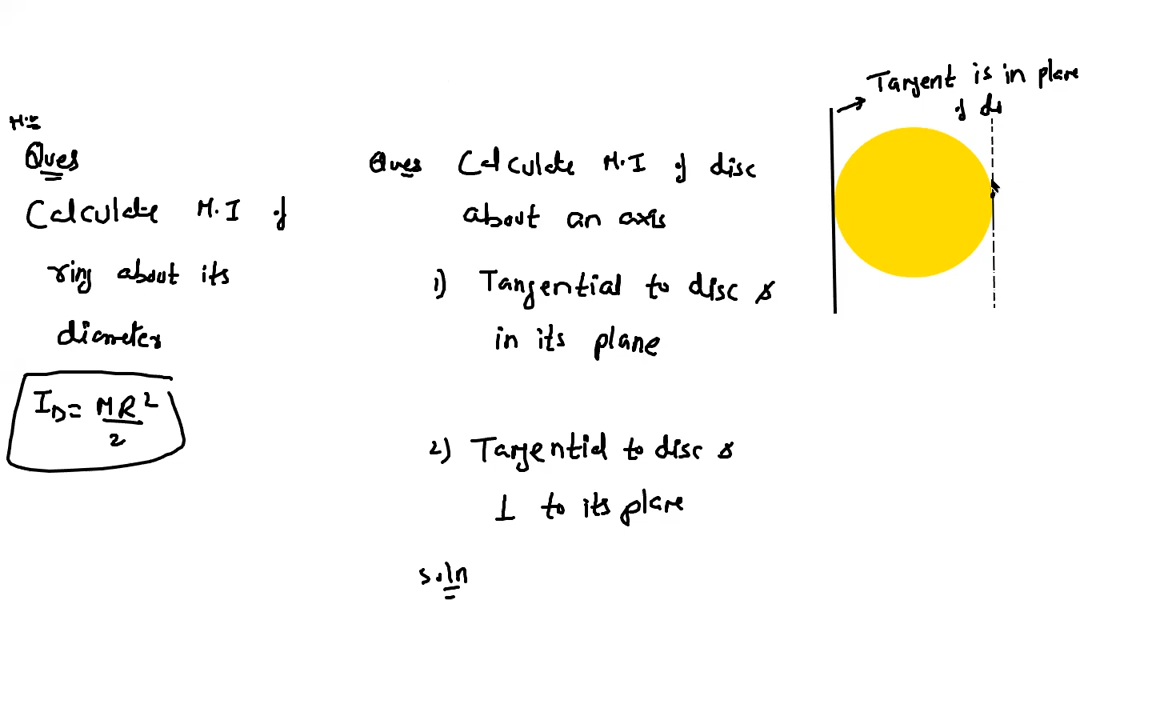 H.W
Ques
Calculate M.I of
ring about its
diameter
I_D = MR²/2
Ques Calculate M.I of disc
about an axis
1) Tangential to disc &
in its plane
2) Tangential to disc &
⊥ to its plane
Soln
Tangent is in plane
of